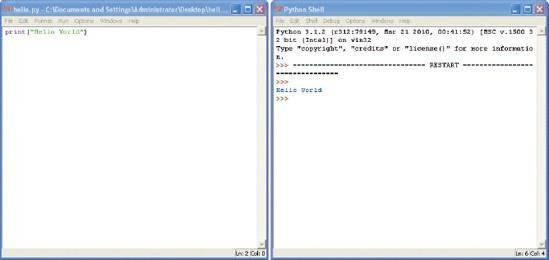 hello.py - C:\Documents and Settings\Administrator\Desktop\hell...
File Edit Format Run Options Windows Help
print("Hello World")
Ln: 2 Col: 0
Python Shell
File Edit Shell Debug Options Windows Help
Python 3.1.2 (r312:79149, Mar 21 2010, 00:41:52) [MSC v.1500 3
2 bit (Intel)] on win32
Type "copyright", "credits" or "license()" for more informatio
n.
>>> ================================ RESTART =================
===============
>>>
Hello World
>>>
Ln: 6 Col: 4